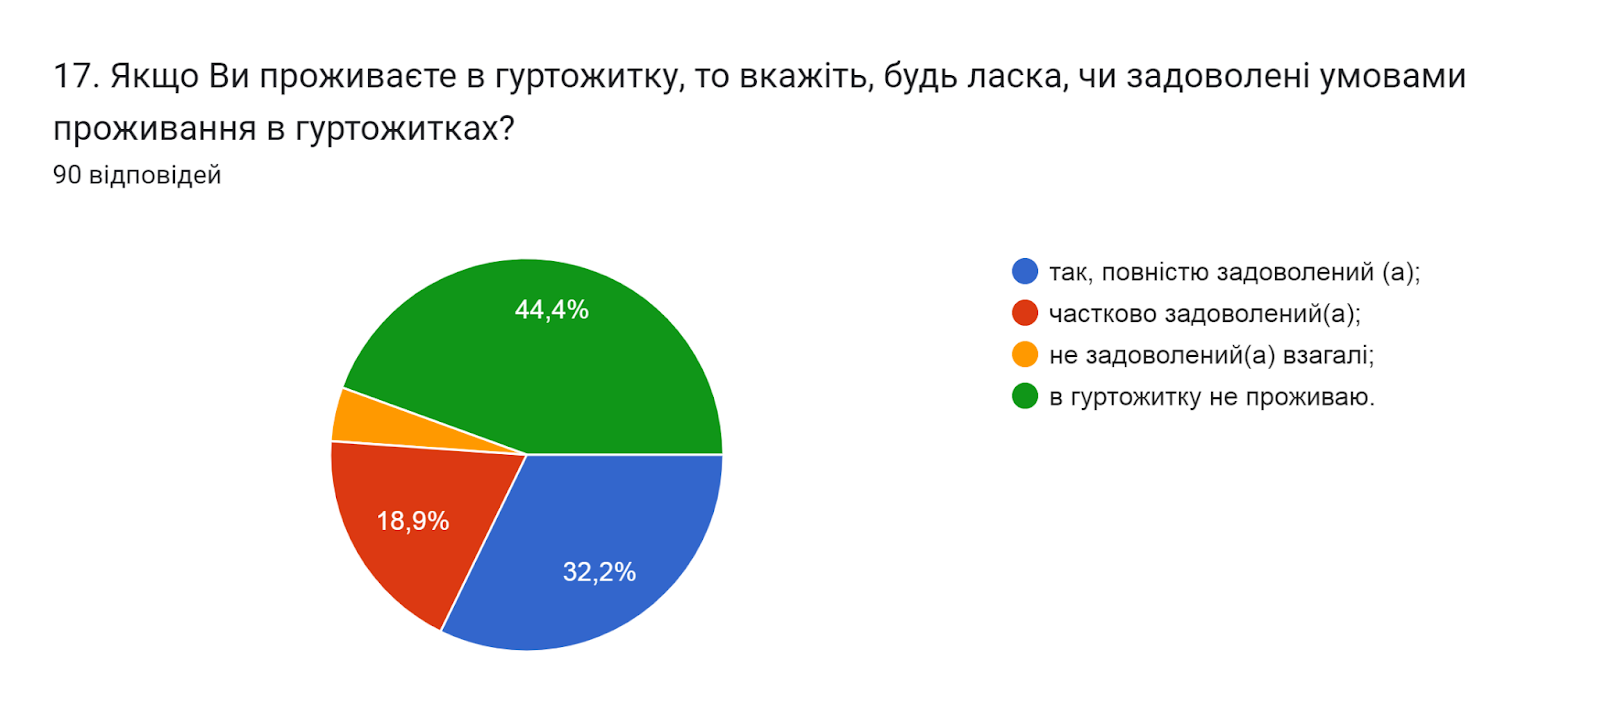 17. Якщо Ви проживаєте в гуртожитку, то вкажіть, будь ласка, чи задоволені умовами
проживання в гуртожитках?
90 відповідей
44,4%
18,9%
32,2%
так, повністю задоволений (а);
частково задоволений(а);
не задоволений(а) взагалі;
в гуртожитку не проживаю.